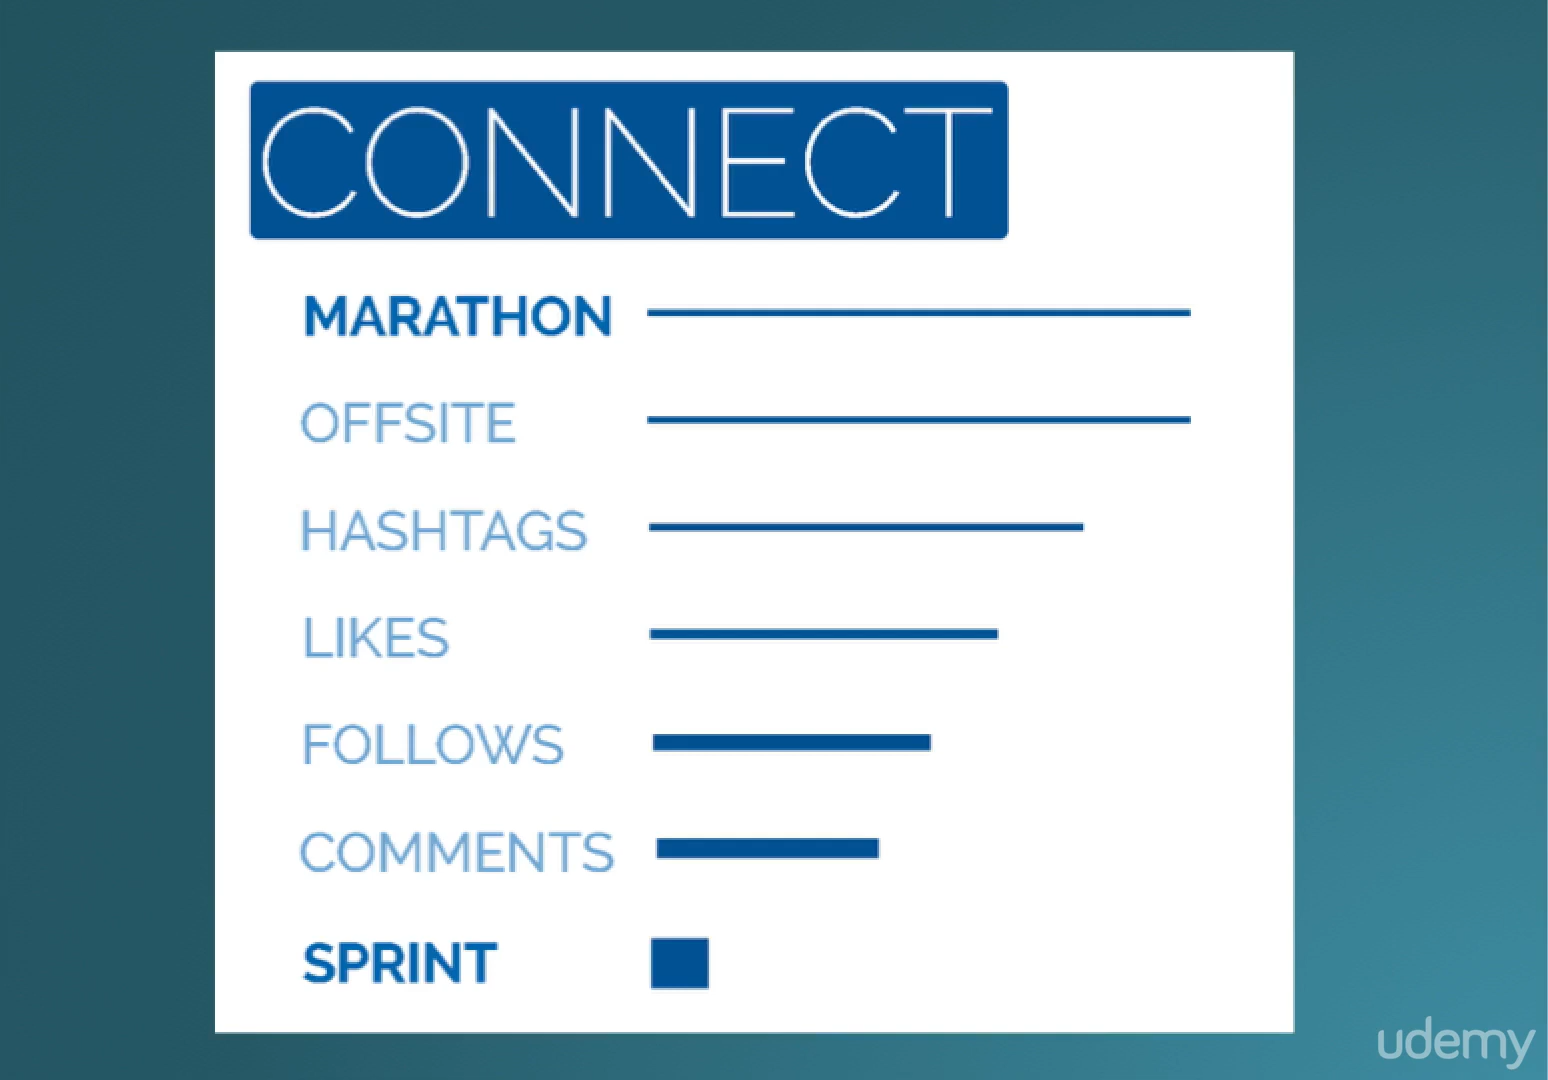 CONNECT
MARATHON
OFFSITE
HASHTAGS
LIKES
FOLLOWS
COMMENTS
SPRINT
udemy